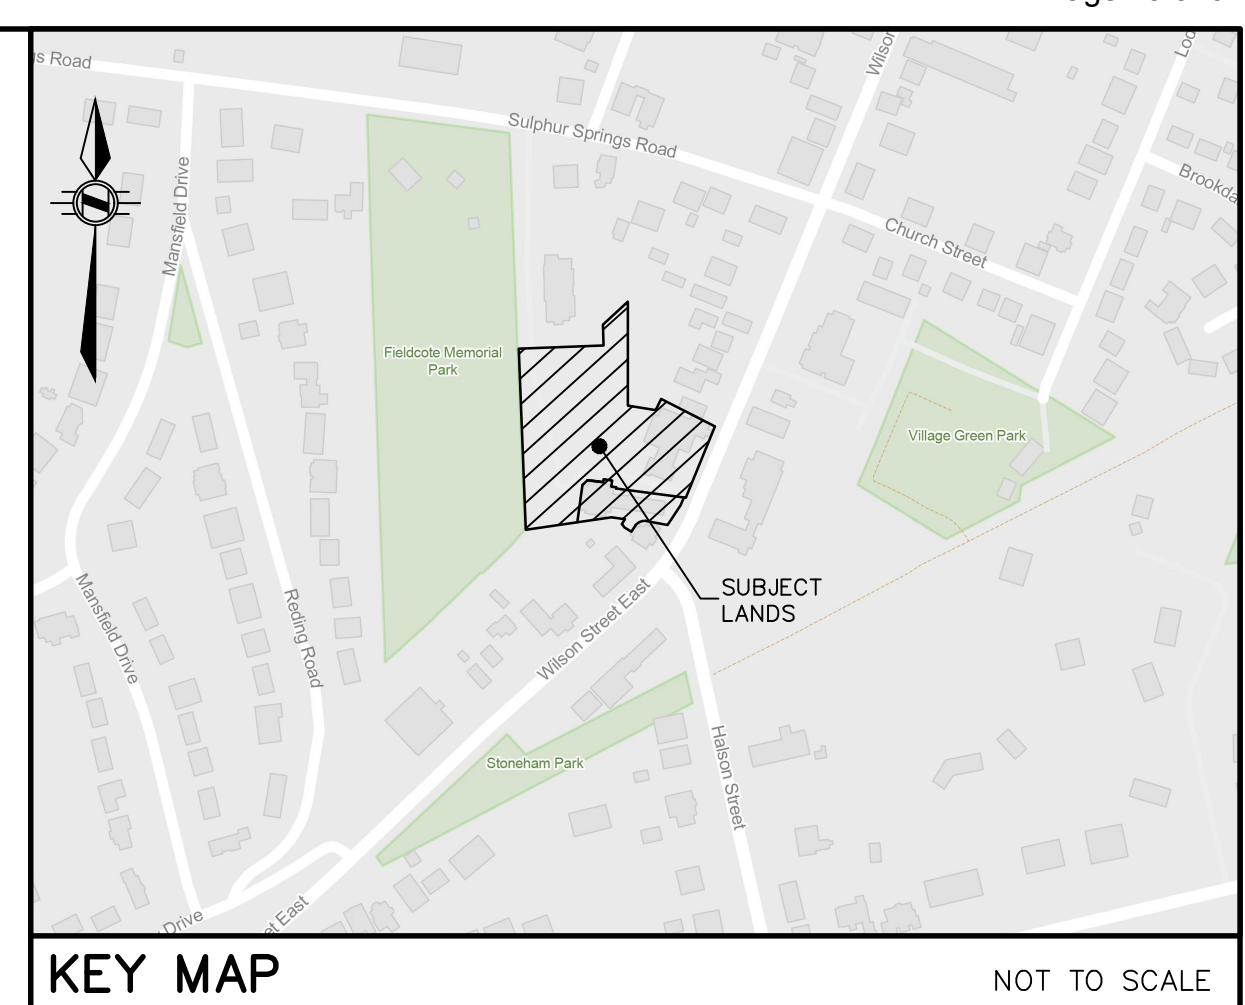 s Road
Sulphur Springs Road
Wilson
Mansfield Drive
Church Street
Fieldcote Memorial
Park
Village Green Park
SUBJECT
LANDS
Mansfield Drive
Reding Road
Wilson Street East
Halson Street
Stoneham Park
Drive
et East
KEY MAP
NOT TO SCALE